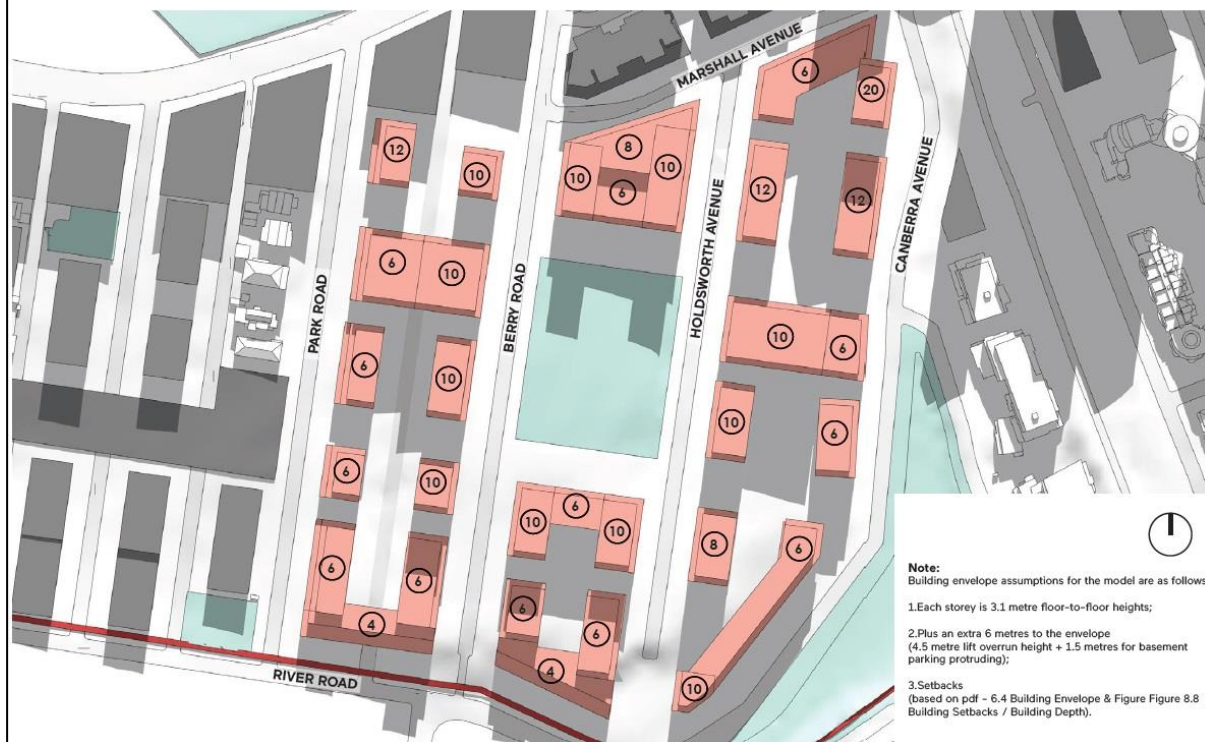 MARSHALL AVENUE
6
20
12
8
10
10
10
6
12
12
PARK ROAD
BERRY ROAD
HOLDSWORTH AVENUE
CANBERRA AVENUE
6
10
10
6
6
10
10
6
6
10
10
6
10
6
6
6
6
8
6
4
4
10
RIVER ROAD
Note:
Building envelope assumptions for the model are as follows
1.Each storey is 3.1 metre floor-to-floor heights;
2.Plus an extra 6 metres to the envelope
(4.5 metre lift overrun height + 1.5 metres for basement
parking protruding);
3.Setbacks
(based on pdf - 6.4 Building Envelope & Figure Figure 8.8
Building Setbacks / Building Depth).